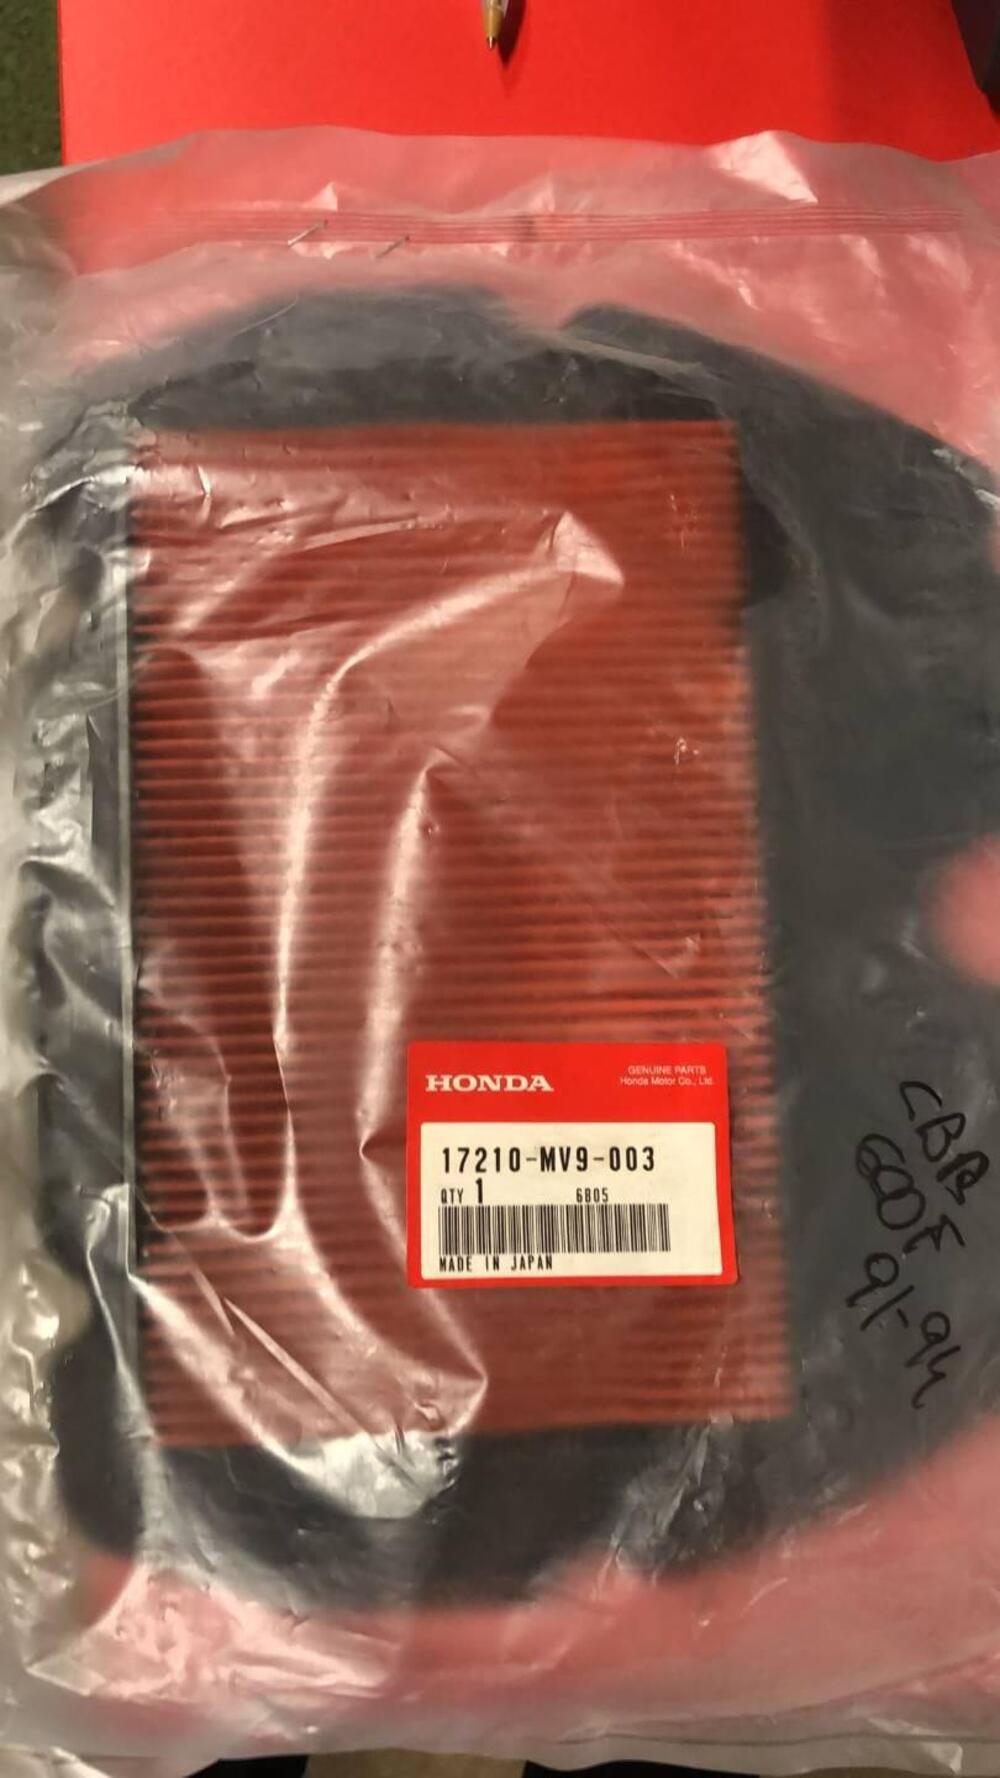 HONDA
GENUINE PARTS
Honda Motor Co., Ltd.
17210-MV9-003
QTY 1 6B05
MADE IN JAPAN
CBR
600F
91-94